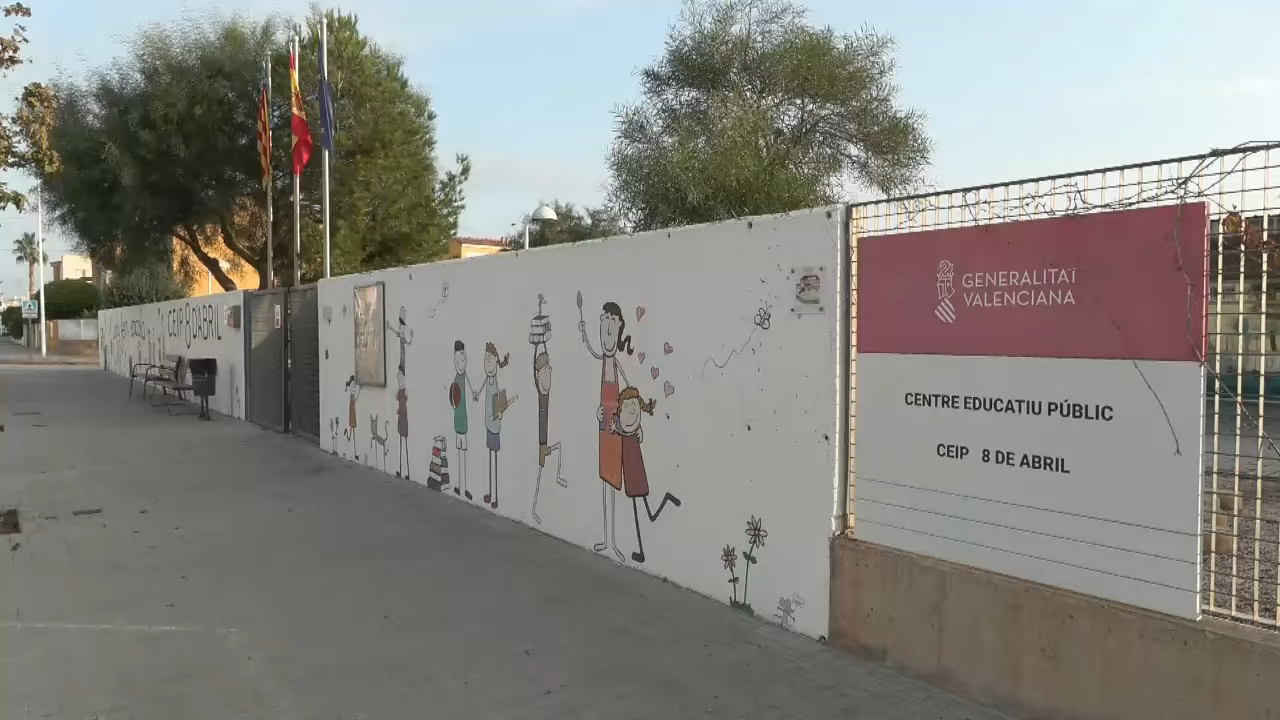 CEIP 8 D'ABRIL
GENERALITAT
VALENCIANA
CENTRE EDUCATIU PÚBLIC
CEIP 8 DE ABRIL